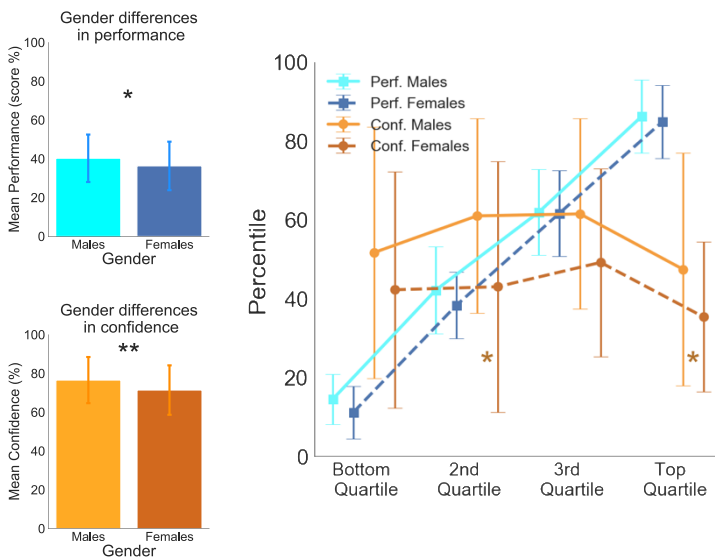 Gender differences
in performance
Mean Performance (score %)
100
80
60
40
20
0
*
Males Females
Gender
Gender differences
in confidence
Mean Confidence (%)
100
80
60
40
20
0
**
Males Females
Gender
Percentile
100
80
60
40
20
0
Perf. Males
Perf. Females
Conf. Males
Conf. Females
* *
Bottom 2nd 3rd Top
Quartile Quartile Quartile Quartile